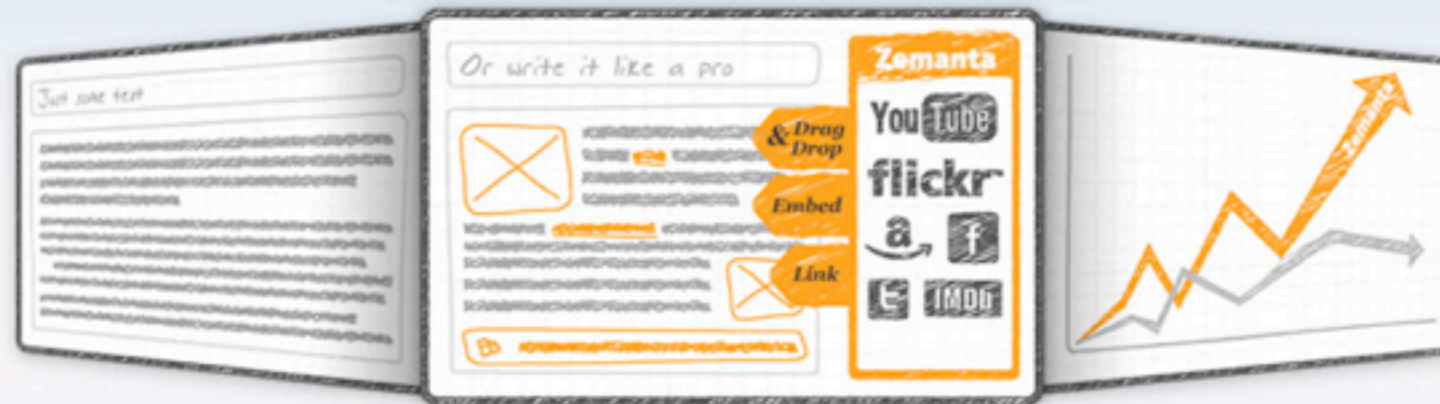 Just some text
Or write it like a pro
& Drag
Drop
Embed
Link
Zemanta
YouTube
flickr
a
f
t
IMDb
Zemanta